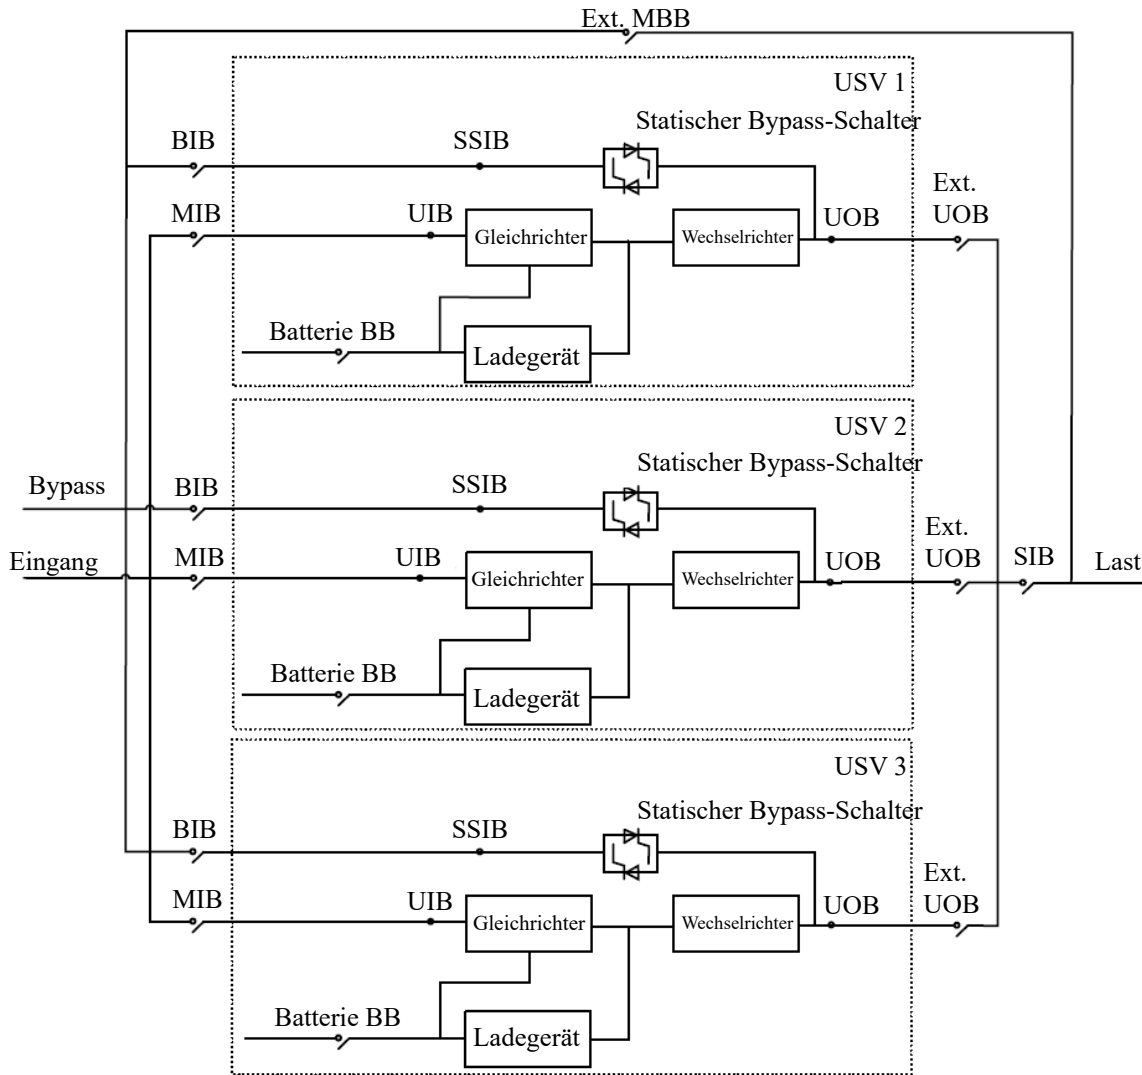 Ext. MBB
USV 1
Statischer Bypass-Schalter
BIB
SSIB
Ext.
UOB
MIB
UIB
Gleichrichter
Wechselrichter
UOB
Batterie BB
Ladegerät
USV 2
Statischer Bypass-Schalter
Bypass
BIB
SSIB
Ext.
UOB
Eingang
MIB
UIB
Gleichrichter
Wechselrichter
UOB
SIB
Last
Batterie BB
Ladegerät
USV 3
Statischer Bypass-Schalter
BIB
SSIB
Ext.
UOB
MIB
UIB
Gleichrichter
Wechselrichter
UOB
Batterie BB
Ladegerät